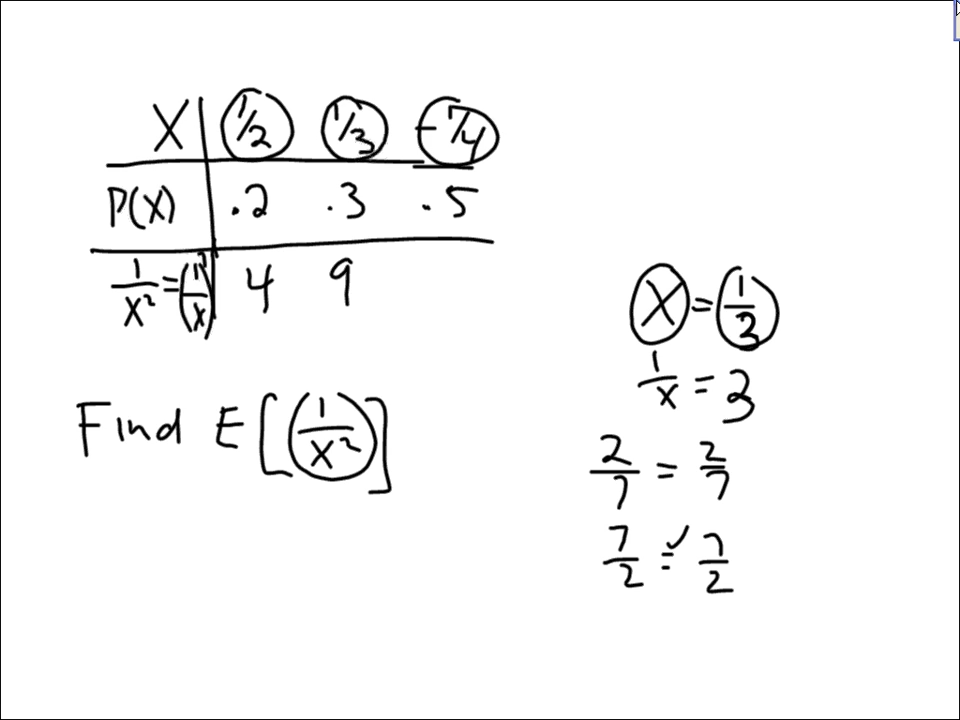 X 1/2 1/3 -1/4
P(X) .2 .3 .5
1/X² = (1/X)² 4 9
Find E[(1/X²)]
X = 1/3
1/X = 3
2/7 = 2/7
7/2 = ✓ 7/2